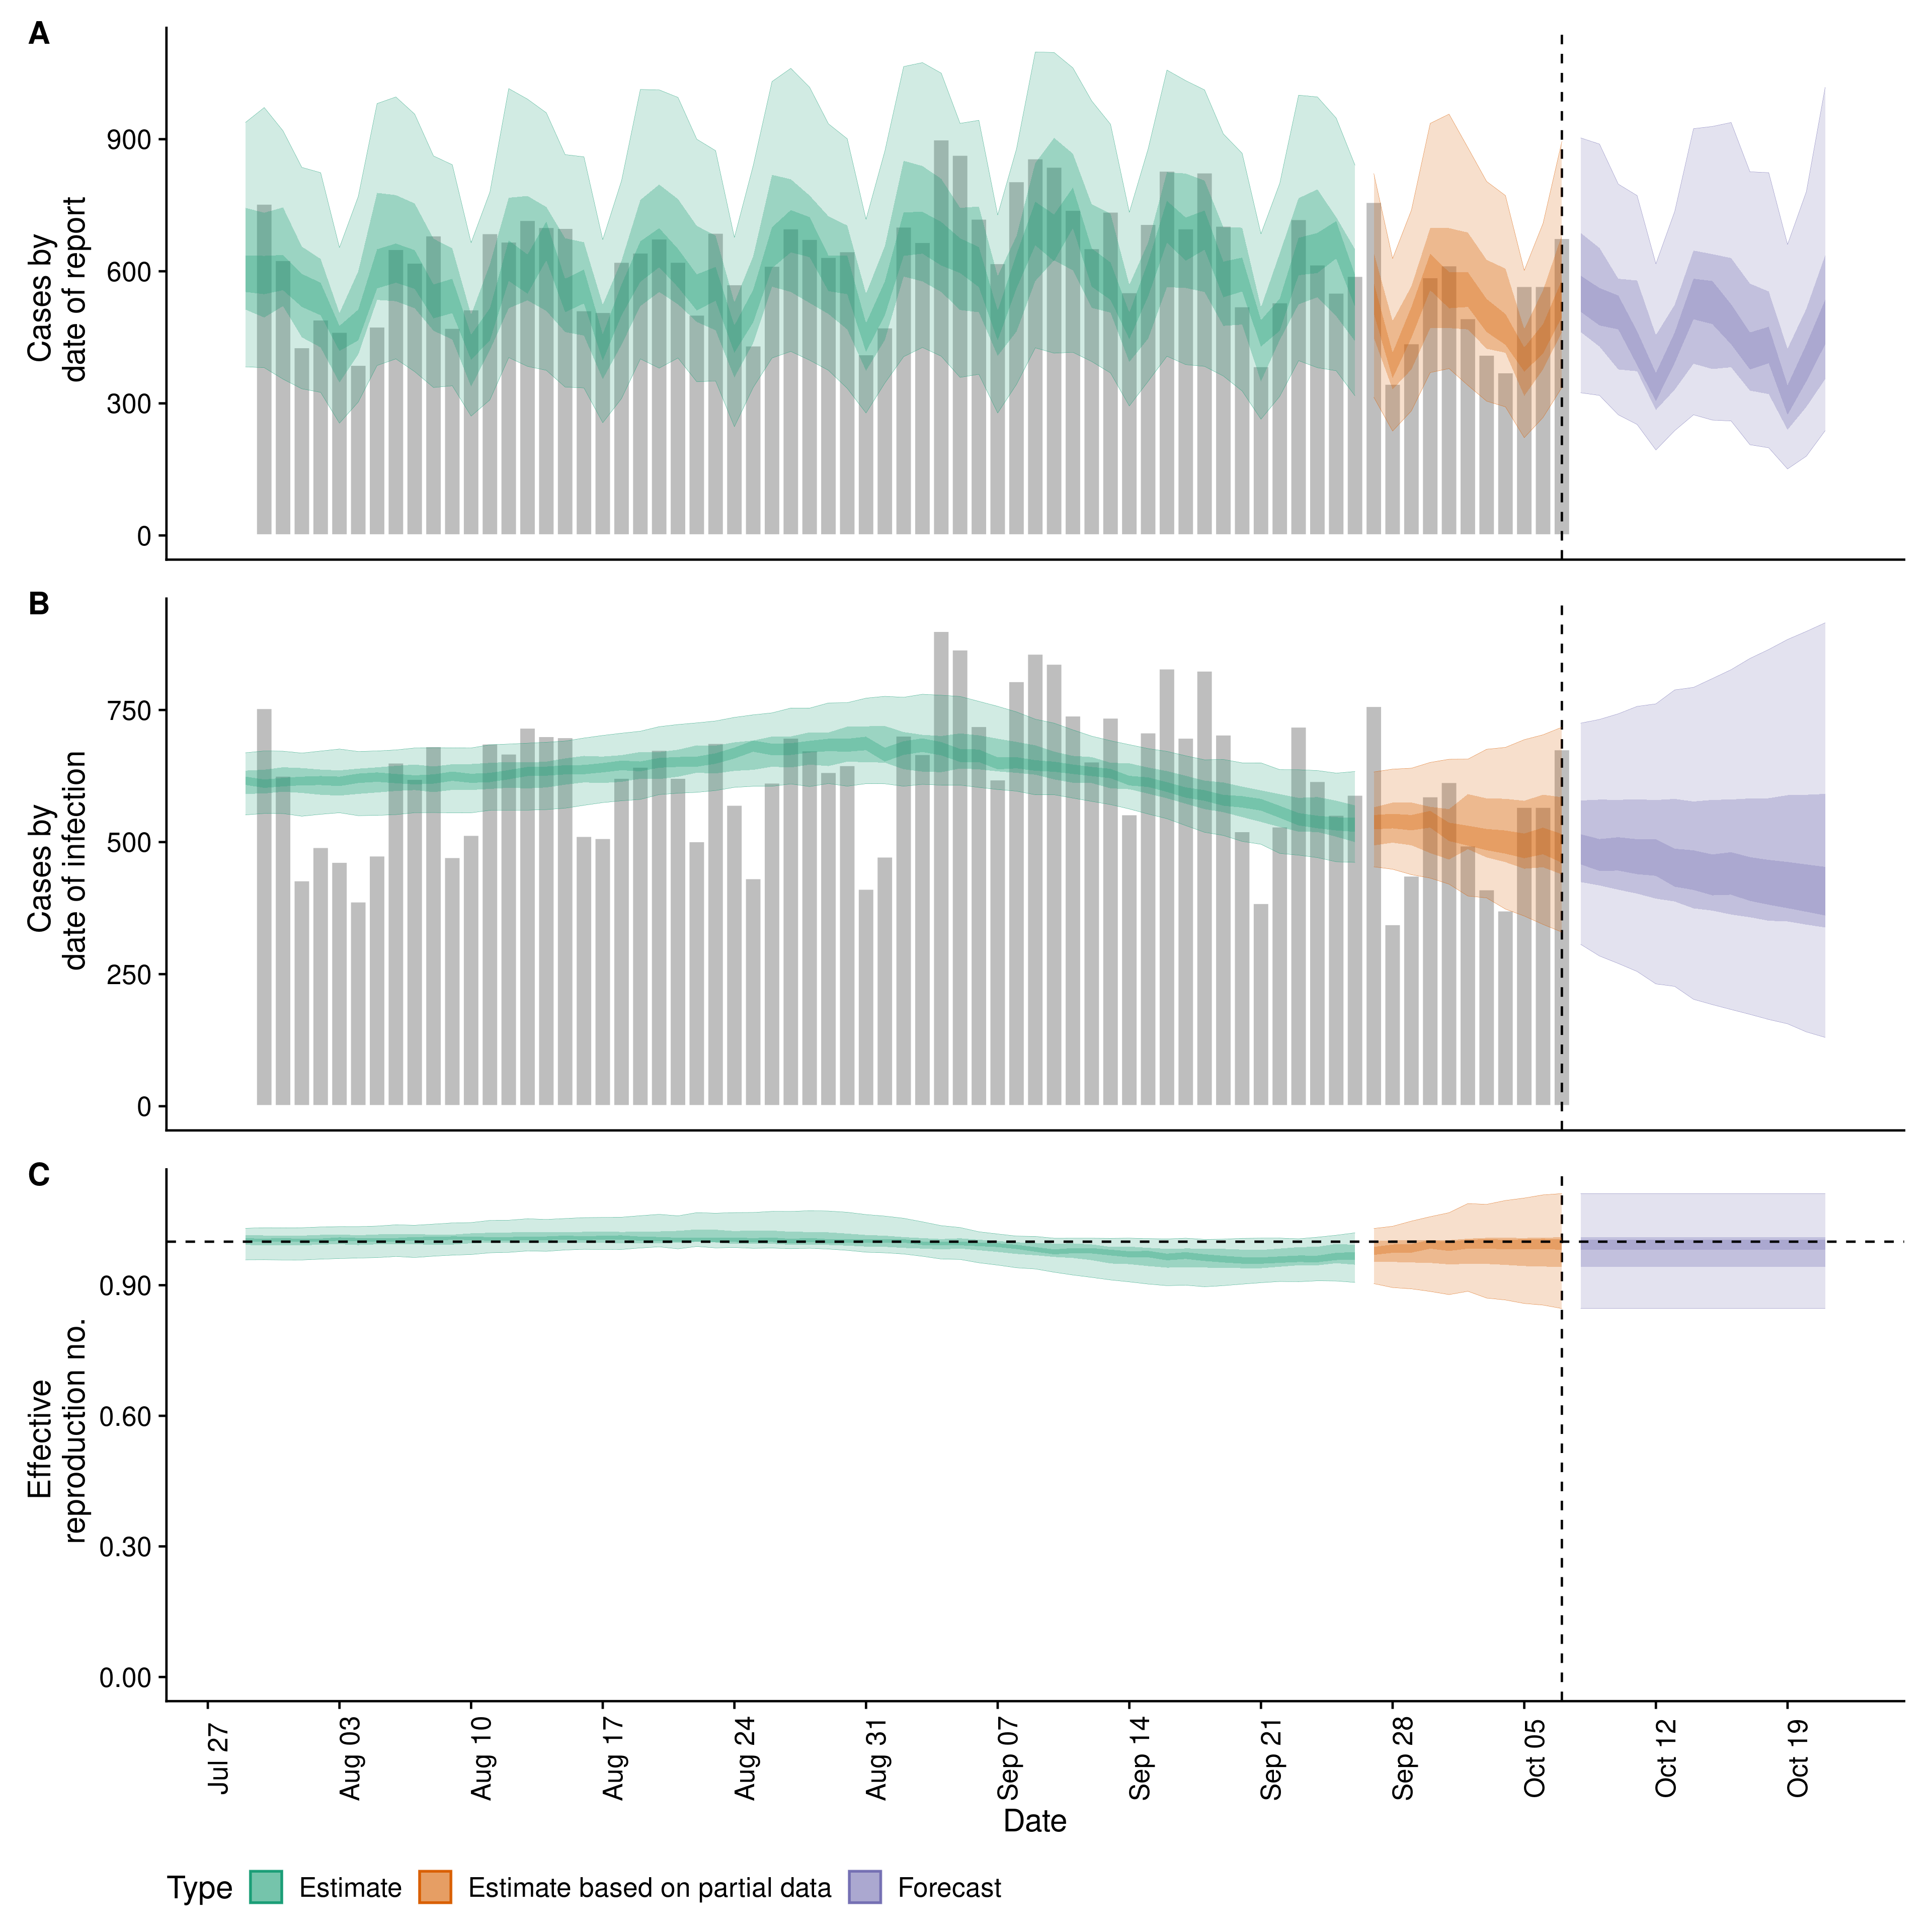 A
Cases by
date of report
900
600
300
0
B
Cases by
date of infection
750
500
250
0
C
Effective
reproduction no.
0.90
0.60
0.30
0.00
Jul 27
Aug 03
Aug 10
Aug 17
Aug 24
Aug 31
Sep 07
Sep 14
Sep 21
Sep 28
Oct 05
Oct 12
Oct 19
Date
Type Estimate Estimate based on partial data Forecast